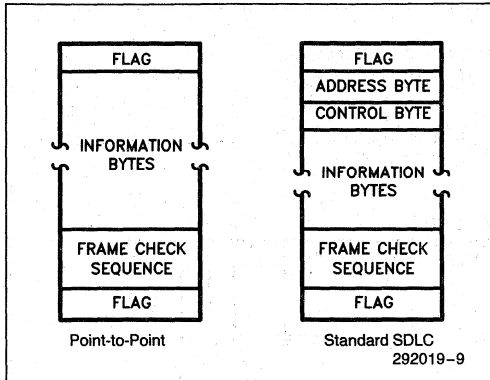 FLAG
INFORMATION
BYTES
FRAME CHECK
SEQUENCE
FLAG
Point-to-Point
FLAG
ADDRESS BYTE
CONTROL BYTE
INFORMATION
BYTES
FRAME CHECK
SEQUENCE
FLAG
Standard SDLC
292019-9